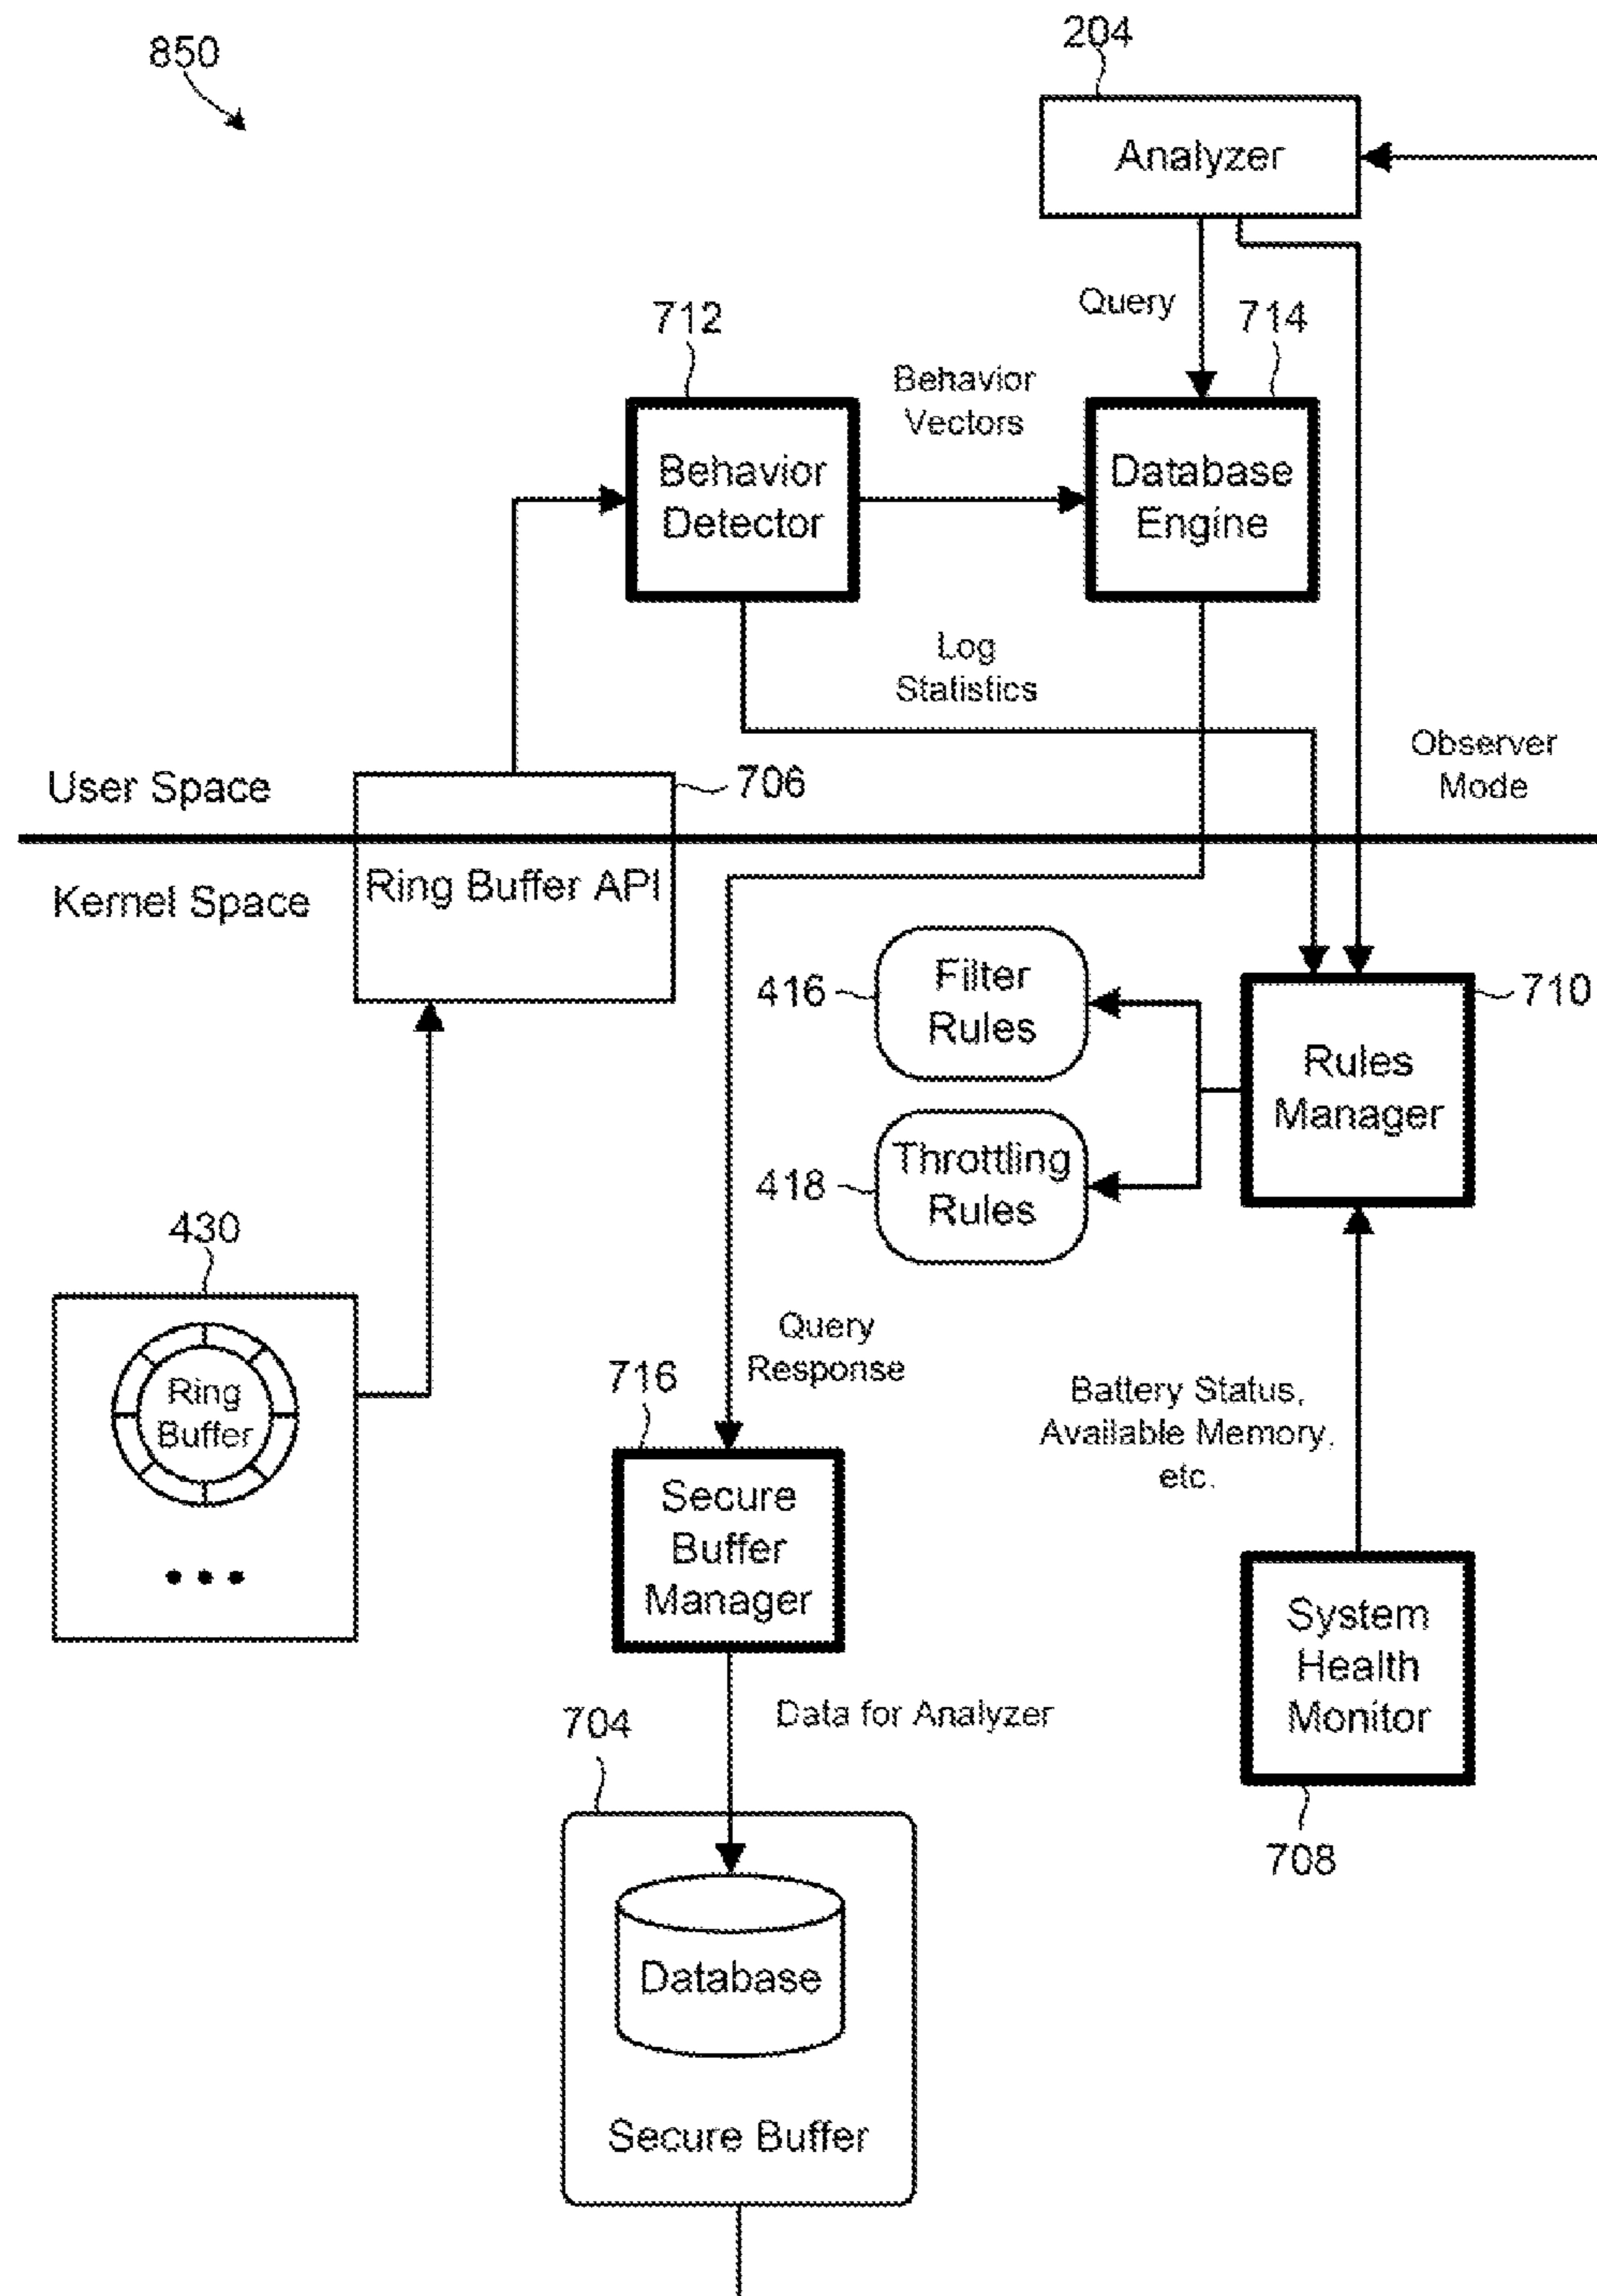 850
204
Analyzer
Query
712
714
Behavior
Vectors
Behavior
Detector
Database
Engine
Log
Statistics
Observer
Mode
User Space
706
Kernel Space
Ring Buffer API
416
Filter
Rules
710
Rules
Manager
418
Throttling
Rules
430
Ring
Buffer
Query
Response
716
Battery Status,
Available Memory,
etc.
Secure
Buffer
Manager
System
Health
Monitor
704
Data for Analyzer
708
Database
Secure Buffer